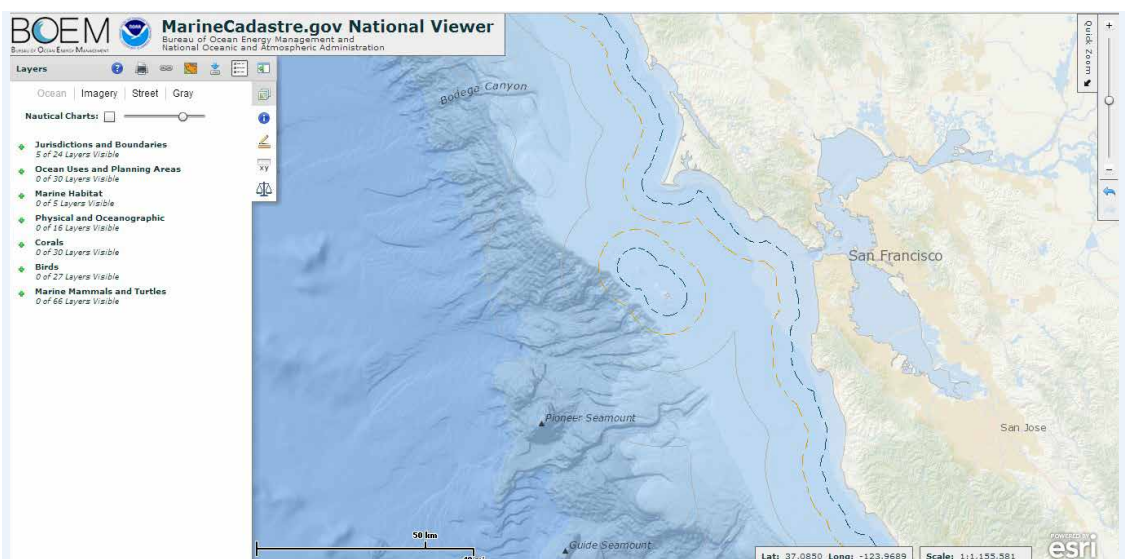 BOEM
BUREAU OF OCEAN ENERGY MANAGEMENT
MarineCadastre.gov National Viewer
Bureau of Ocean Energy Management and
National Oceanic and Atmospheric Administration
Layers
Ocean | Imagery | Street | Gray
Nautical Charts:
Jurisdictions and Boundaries
5 of 24 Layers Visible
Ocean Uses and Planning Areas
0 of 30 Layers Visible
Marine Habitat
0 of 5 Layers Visible
Physical and Oceanographic
0 of 16 Layers Visible
Corals
0 of 30 Layers Visible
Birds
0 of 27 Layers Visible
Marine Mammals and Turtles
0 of 66 Layers Visible
xy
Quick Zoom
Bodega Canyon
San Francisco
Pioneer Seamount
San Jose
Guide Seamount
50 km
Lat: 37.0850 Long: -123.9689
Scale: 1:1,155,581
POWERED BY
esri